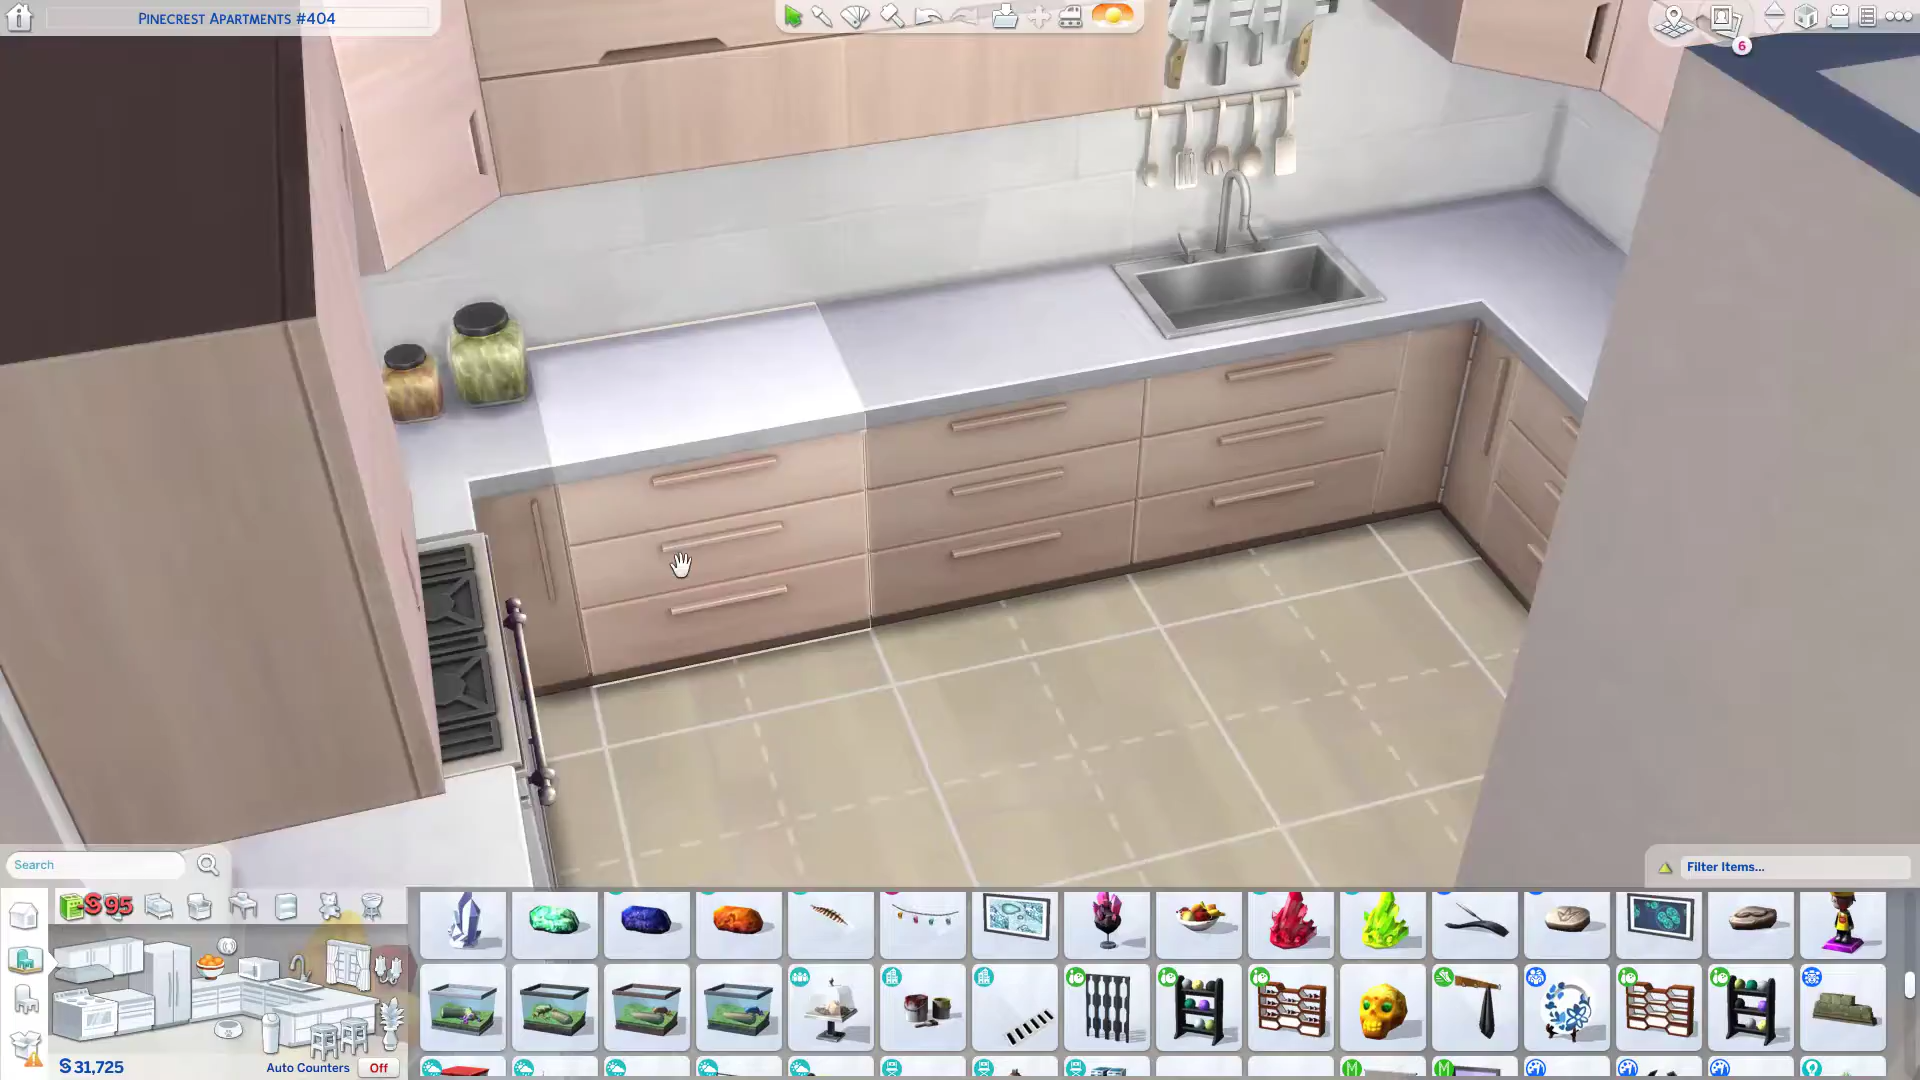 PINECREST APARTMENTS #404
6
Search
Filter Items...
-§95
§31,725
Auto Counters
Off
M
M